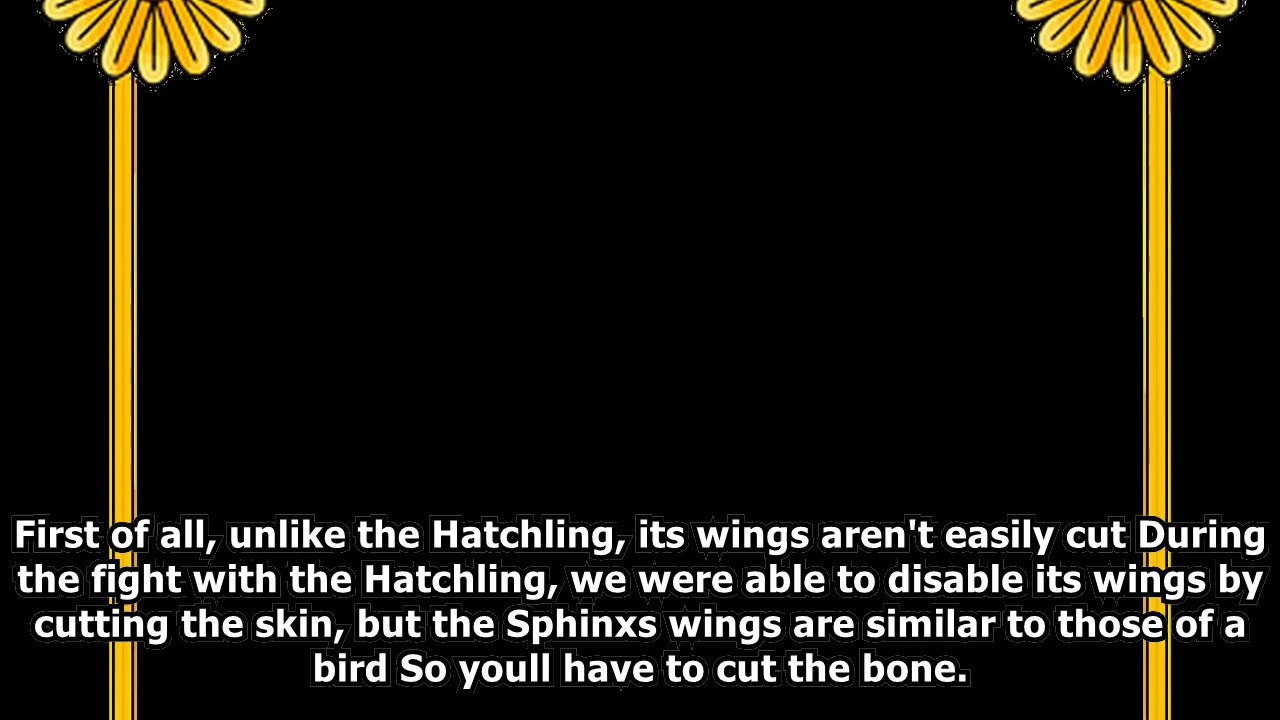 First of all, unlike the Hatchling, its wings aren't easily cut During
the fight with the Hatchling, we were able to disable its wings by
cutting the skin, but the Sphinxs wings are similar to those of a
bird So youll have to cut the bone.